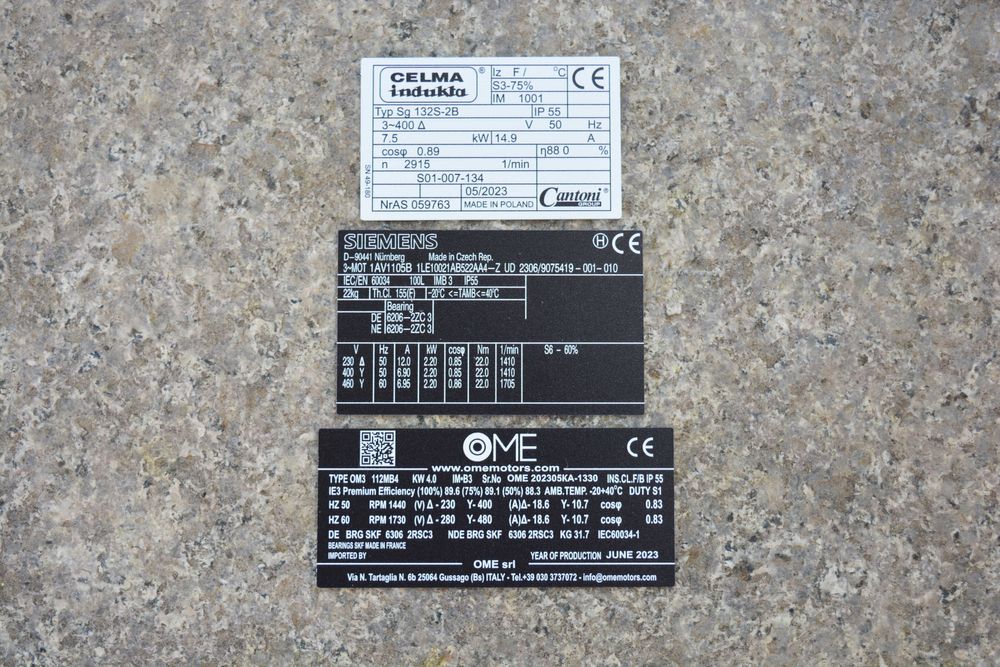 CELMA ® Iz F/ °C CE
indukta S3-75%
IM 1001
Typ Sg 132S-2B IP 55
3~400 Δ V 50 Hz
7.5 kW 14.9 A
cosφ 0.89 η88 0 %
n 2915 1/min
S01-007-134
SN 49-180
05/2023 Cantoni ®
GROUP
NrAS 059763 MADE IN POLAND
SIEMENS H CE
D-90441 Nürnberg Made in Czech Rep.
3~MOT 1AV1105B 1LE10021AB522AA4-Z UD 2306/9075419-001-010
IEC/EN 60034 100L IMB3 IP55
22kg Th.Cl. 155(F) -20°C <=TAMB<=40°C
Bearing
DE 6206-2ZC 3
NE 6206-2ZC 3
V Hz A kW cosφ Nm 1/min S6 - 60%
230 Δ 50 12.0 2.20 0.85 22.0 1410
400 Y 50 6.90 2.20 0.85 22.0 1410
460 Y 60 6.95 2.20 0.86 22.0 1705
OME CE
www.omemotors.com
TYPE OM3 112MB4 KW 4.0 IM-B3 Sr.No OME 202305KA-1330 INS.CL.F/B IP 55
IE3 Premium Efficiency (100%) 89.6 (75%) 89.1 (50%) 88.3 AMB.TEMP. -20+40°C DUTY S1
HZ 50 RPM 1440 (V) Δ - 230 Y- 400 (A)Δ- 18.6 Y- 10.7 cosφ 0.83
HZ 60 RPM 1730 (V) Δ - 280 Y- 480 (A)Δ- 18.6 Y- 10.7 cosφ 0.83
DE BRG SKF 6306 2RSC3 NDE BRG SKF 6306 2RSC3 KG 31.7 IEC60034-1
BEARINGS SKF MADE IN FRANCE
IMPORTED BY YEAR OF PRODUCTION JUNE 2023
OME srl
Via N. Tartaglia N. 6b 25064 Gussago (Bs) ITALY - Tel.+39 030 3737072 - info@omemotors.com